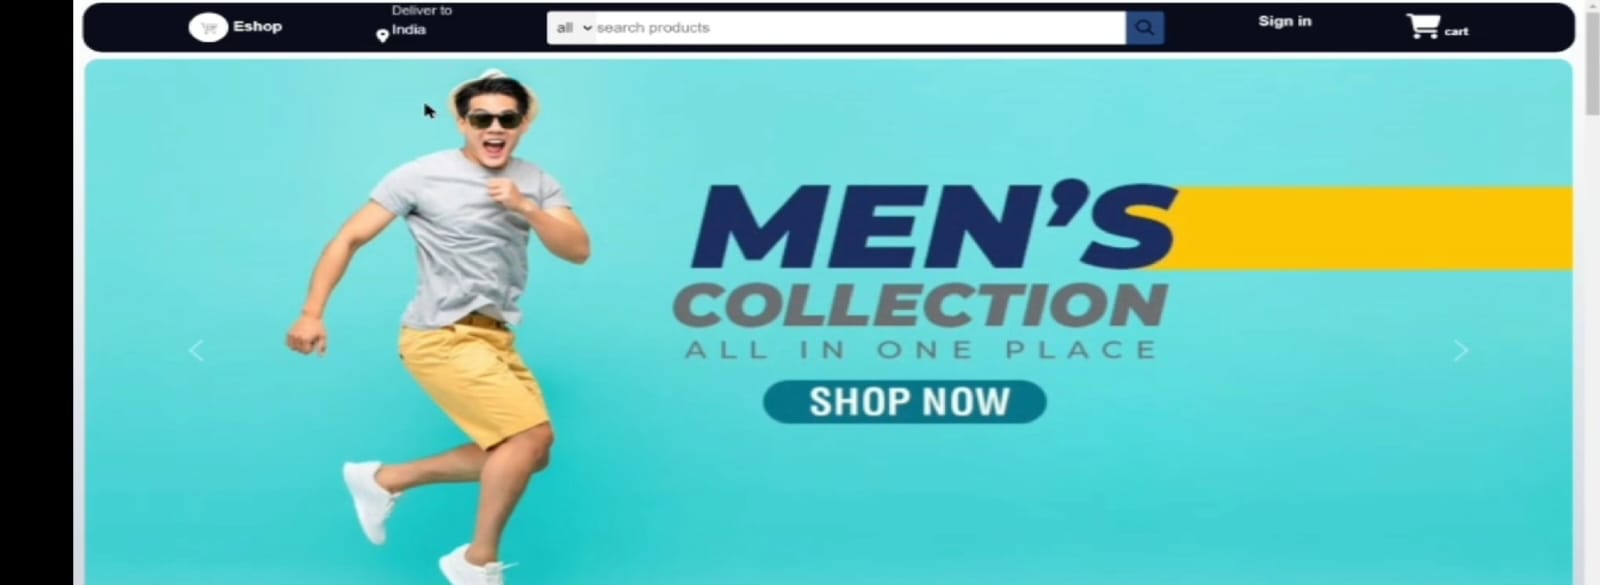 Eshop
Deliver to
India
all search products
Sign in
cart
MEN'S
COLLECTION
ALL IN ONE PLACE
SHOP NOW